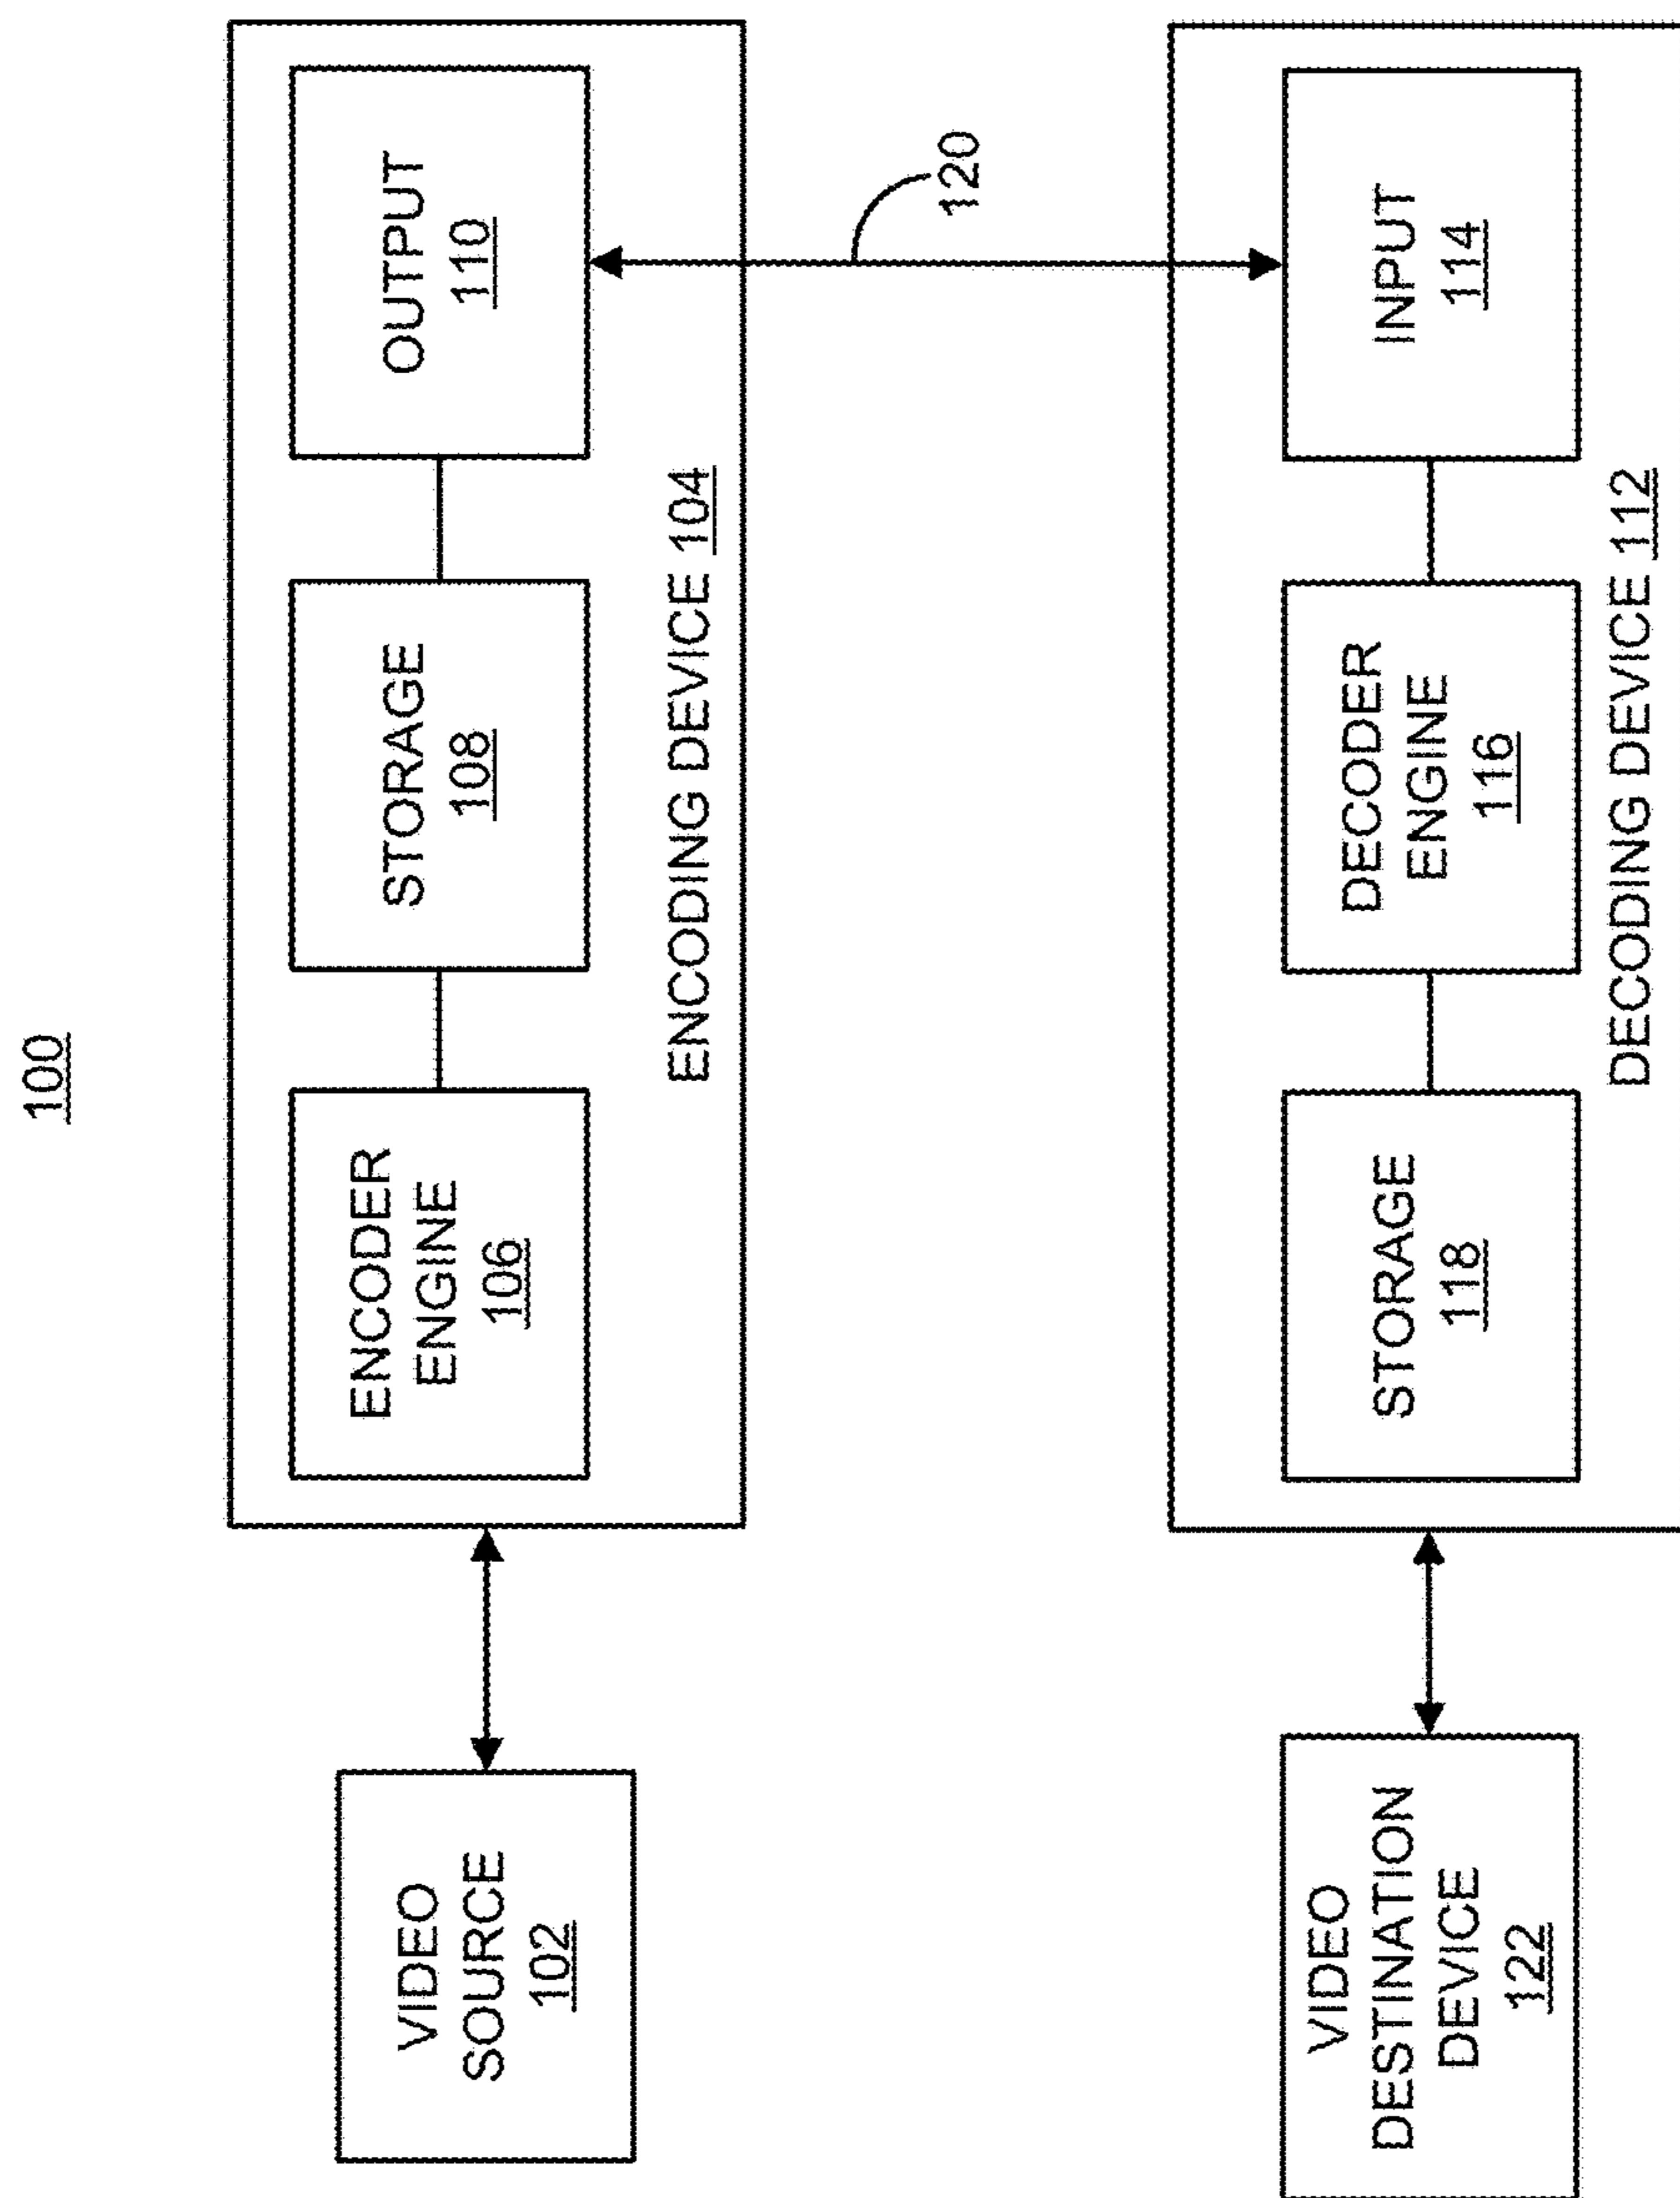 100
VIDEO
SOURCE
102
ENCODER
ENGINE
106
STORAGE
108
OUTPUT
110
ENCODING DEVICE 104
120
VIDEO
DESTINATION
DEVICE
122
STORAGE
118
DECODER
ENGINE
116
INPUT
114
DECODING DEVICE 112